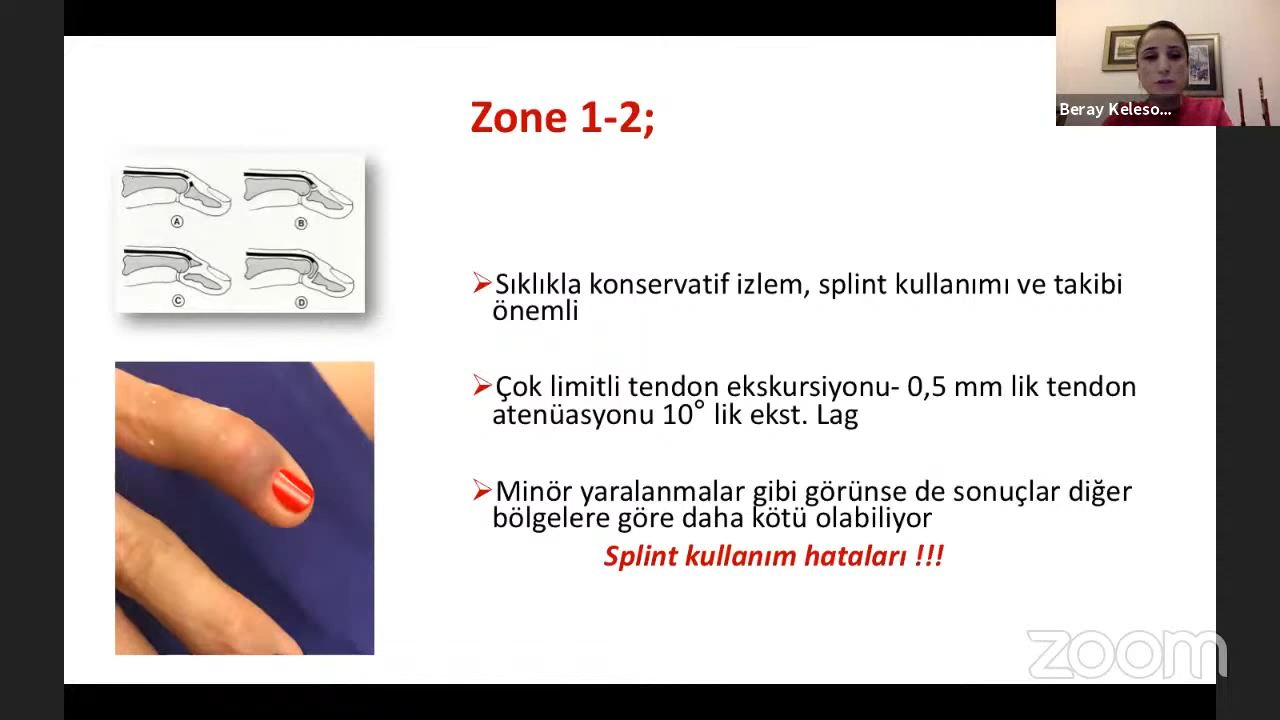 Zone 1-2;
Beray Keleso...
A
B
C
D
Sıklıkla konservatif izlem, splint kullanımı ve takibi
önemli
Çok limitli tendon ekskursiyonu- 0,5 mm lik tendon
atenüasyonu 10° lik ekst. Lag
Minör yaralanmalar gibi görünse de sonuçlar diğer
bölgelere göre daha kötü olabiliyor
Splint kullanım hataları !!!
zoom